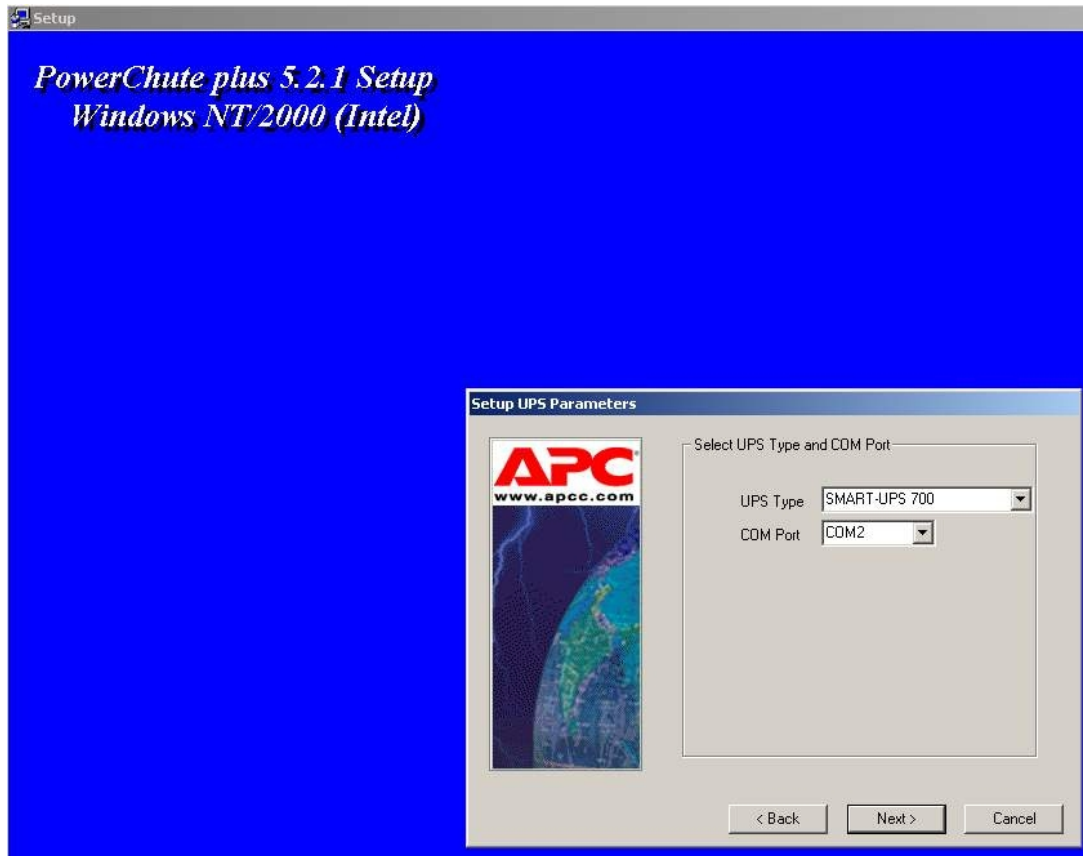 Setup
PowerChute plus 5.2.1 Setup
Windows NT/2000 (Intel)
Setup UPS Parameters
APC
www.apcc.com
Select UPS Type and COM Port
UPS Type SMART-UPS 700
COM Port COM2
< Back Next > Cancel